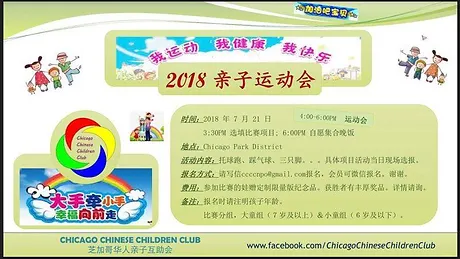 加油吧宝贝
我运动 我健康 我快乐
2018 亲子运动会
时间:2018 年 7 月 21 日 4:00-6:00PM 运动会
3:30PM 选填比赛项目; 6:00PM 自愿集合晚饭
地点:Chicago Park District
活动内容:托球跑、踩气球、三只脚。。。具体项目活动当日现场选报。
报名方式:请写信ccccnpo@gmail.com报名,会员可微信报名。谢谢。
费用:参加比赛的娃赠定制限量版纪念品。获胜者有丰厚奖品。详情请询。
备注:报名时请注明孩子年龄。
比赛分组,大童组(7 岁及以上)&小童组(6 岁及以下)。
Chicago
Chinese
Children
Club
大手牵小手
幸福向前走
CHICAGO CHINESE CHILDREN CLUB
芝加哥华人亲子互助会
www.facebook.com/ChicagoChineseChildrenClub